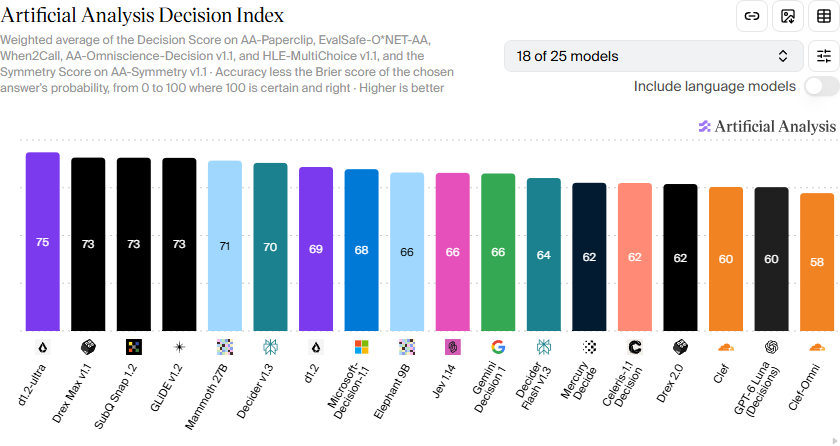 Artificial Analysis Decision Index
Weighted average of the Decision Score on AA-Paperclip, EvalSafe-O*NET-AA,
When2Call, AA-Omniscience-Decision v1.1, and HLE-MultiChoice v1.1, and the
Symmetry Score on AA-Symmetry v1.1 · Accuracy less the Brier score of the chosen
answer's probability, from 0 to 100 where 100 is certain and right · Higher is better
18 of 25 models
Include language models
Artificial Analysis
75
73
73
73
71
70
69
68
66
66
66
64
62
62
62
60
60
58
d1.2-ultra
Drex Max v1.1
SubQ Snap 1.2
GLIDE v1.2
Mammoth 27B
Decider v1.3
d1.2
Microsoft-
Decision-1.1
Elephant 9B
Jev 1.14
Gemini
Decision 1
Decider
Flash v1.3
Mercury
Decide
Celeris-1.1
Decision
Drex 2.0
Clef
GPT-6 Luna
(Decisions)
Clef-Omni